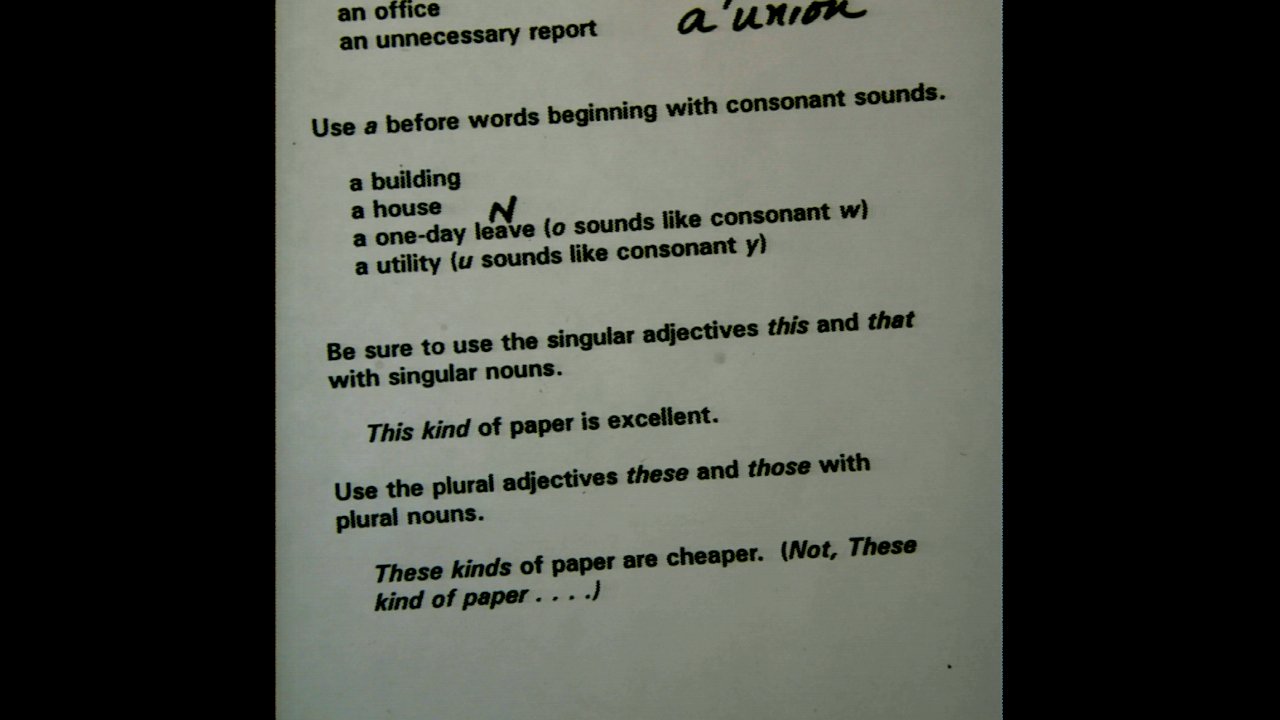 an office
an unnecessary report a union
Use a before words beginning with consonant sounds.
a building
a house
N
a one-day leave (o sounds like consonant w)
a utility (u sounds like consonant y)
Be sure to use the singular adjectives this and that
with singular nouns.
This kind of paper is excellent.
Use the plural adjectives these and those with
plural nouns.
These kinds of paper are cheaper. (Not, These
kind of paper . . . .)